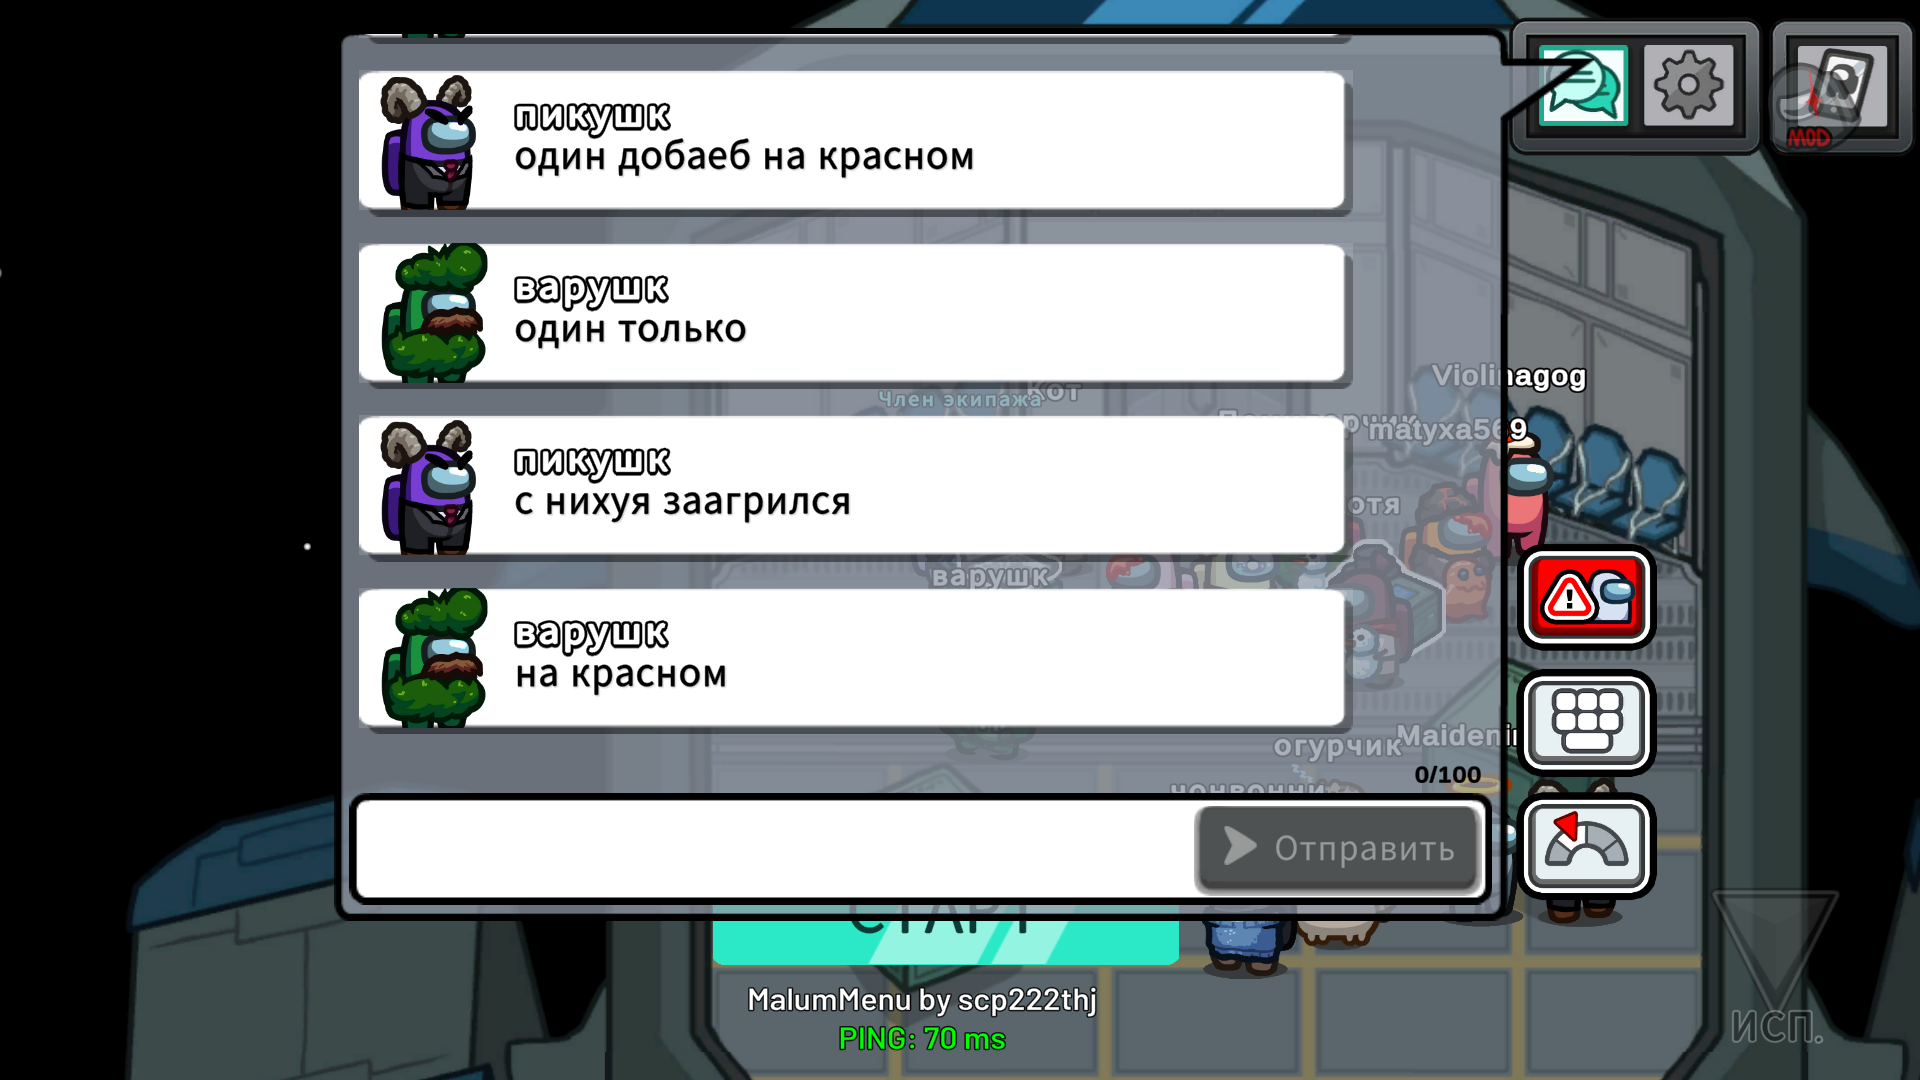 пикушк
один добаеб на красном
варушк
один только
Член экипажа
Кот
Violinagog
matyxa569
пикушк
с нихуя заагрился
отя
варушк
варушк
на красном
огурчик
0/100
Отправить
СТАРТ
MalumMenu by scp222thj
PING: 70 ms
MOD
ИСП.